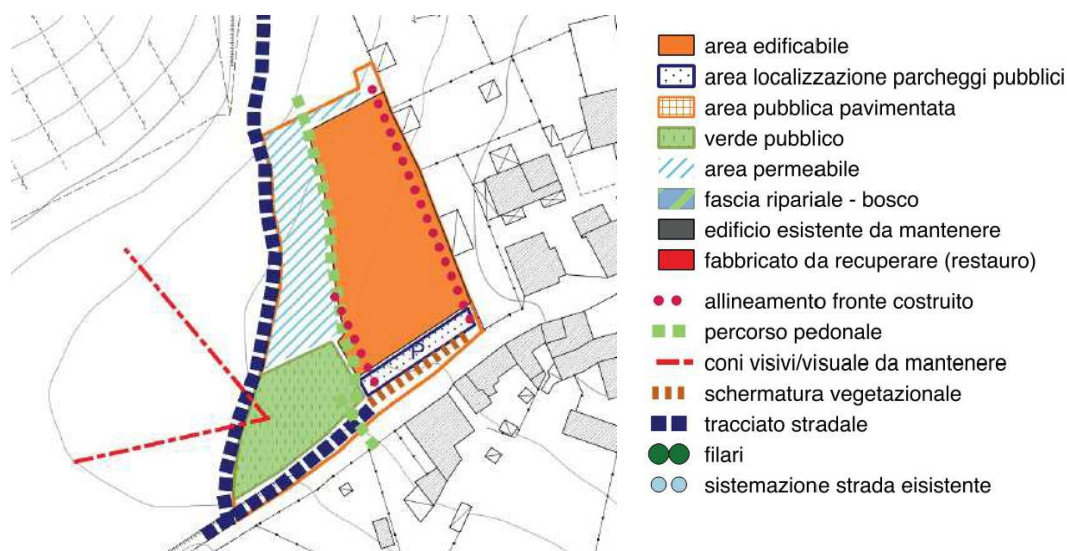 area edificabile
area localizzazione parcheggi pubblici
area pubblica pavimentata
verde pubblico
area permeabile
fascia ripariale - bosco
edificio esistente da mantenere
fabbricato da recuperare (restauro)
allineamento fronte costruito
percorso pedonale
coni visivi/visuale da mantenere
schermatura vegetazionale
tracciato stradale
filari
sistemazione strada eisistente
P